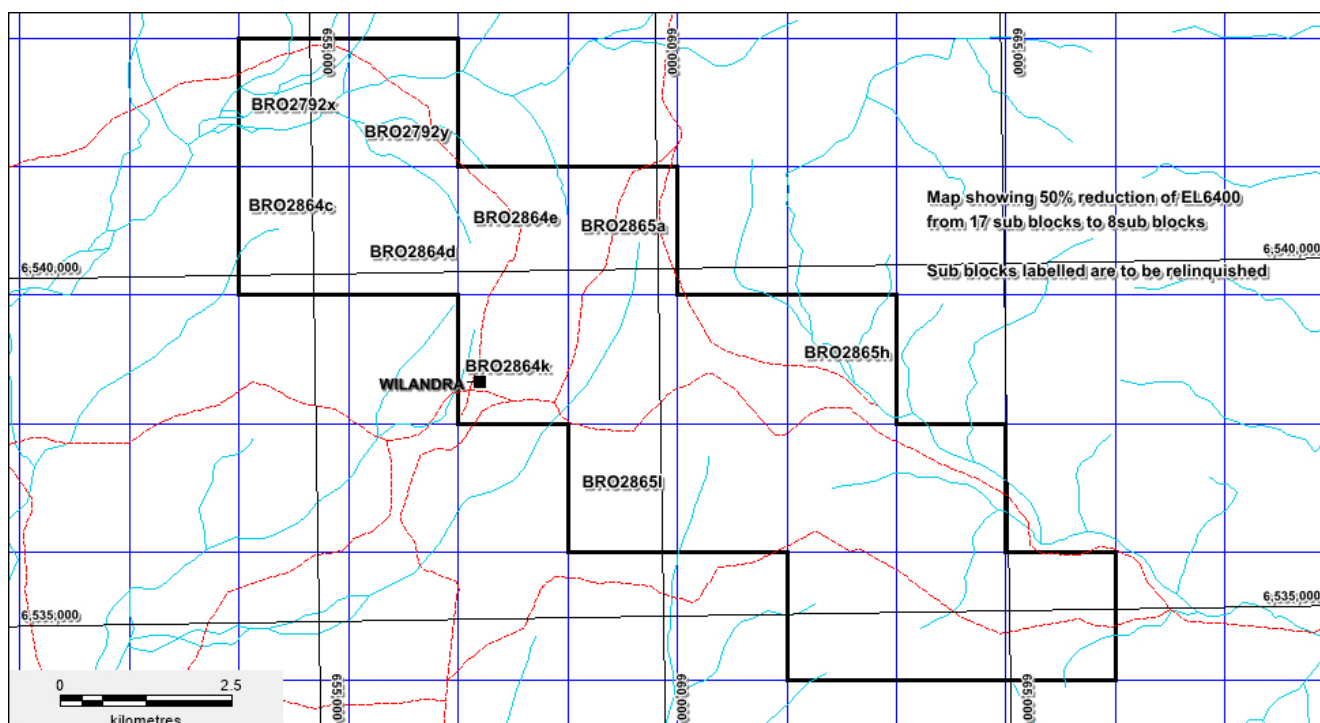 655,000
660,000
665,000
BRO2792x
BRO2792y
BRO2864c
BRO2864e
BRO2865a
BRO2864d
Map showing 50% reduction of EL6400
from 17 sub blocks to 8sub blocks
Sub blocks labelled are to be relinquished
6,540,000
6,540,000
BRO2865h
BRO2864k
WILANDRA
BRO2865l
6,535,000
6,535,000
0
2.5
kilometres
655,000
660,000
665,000